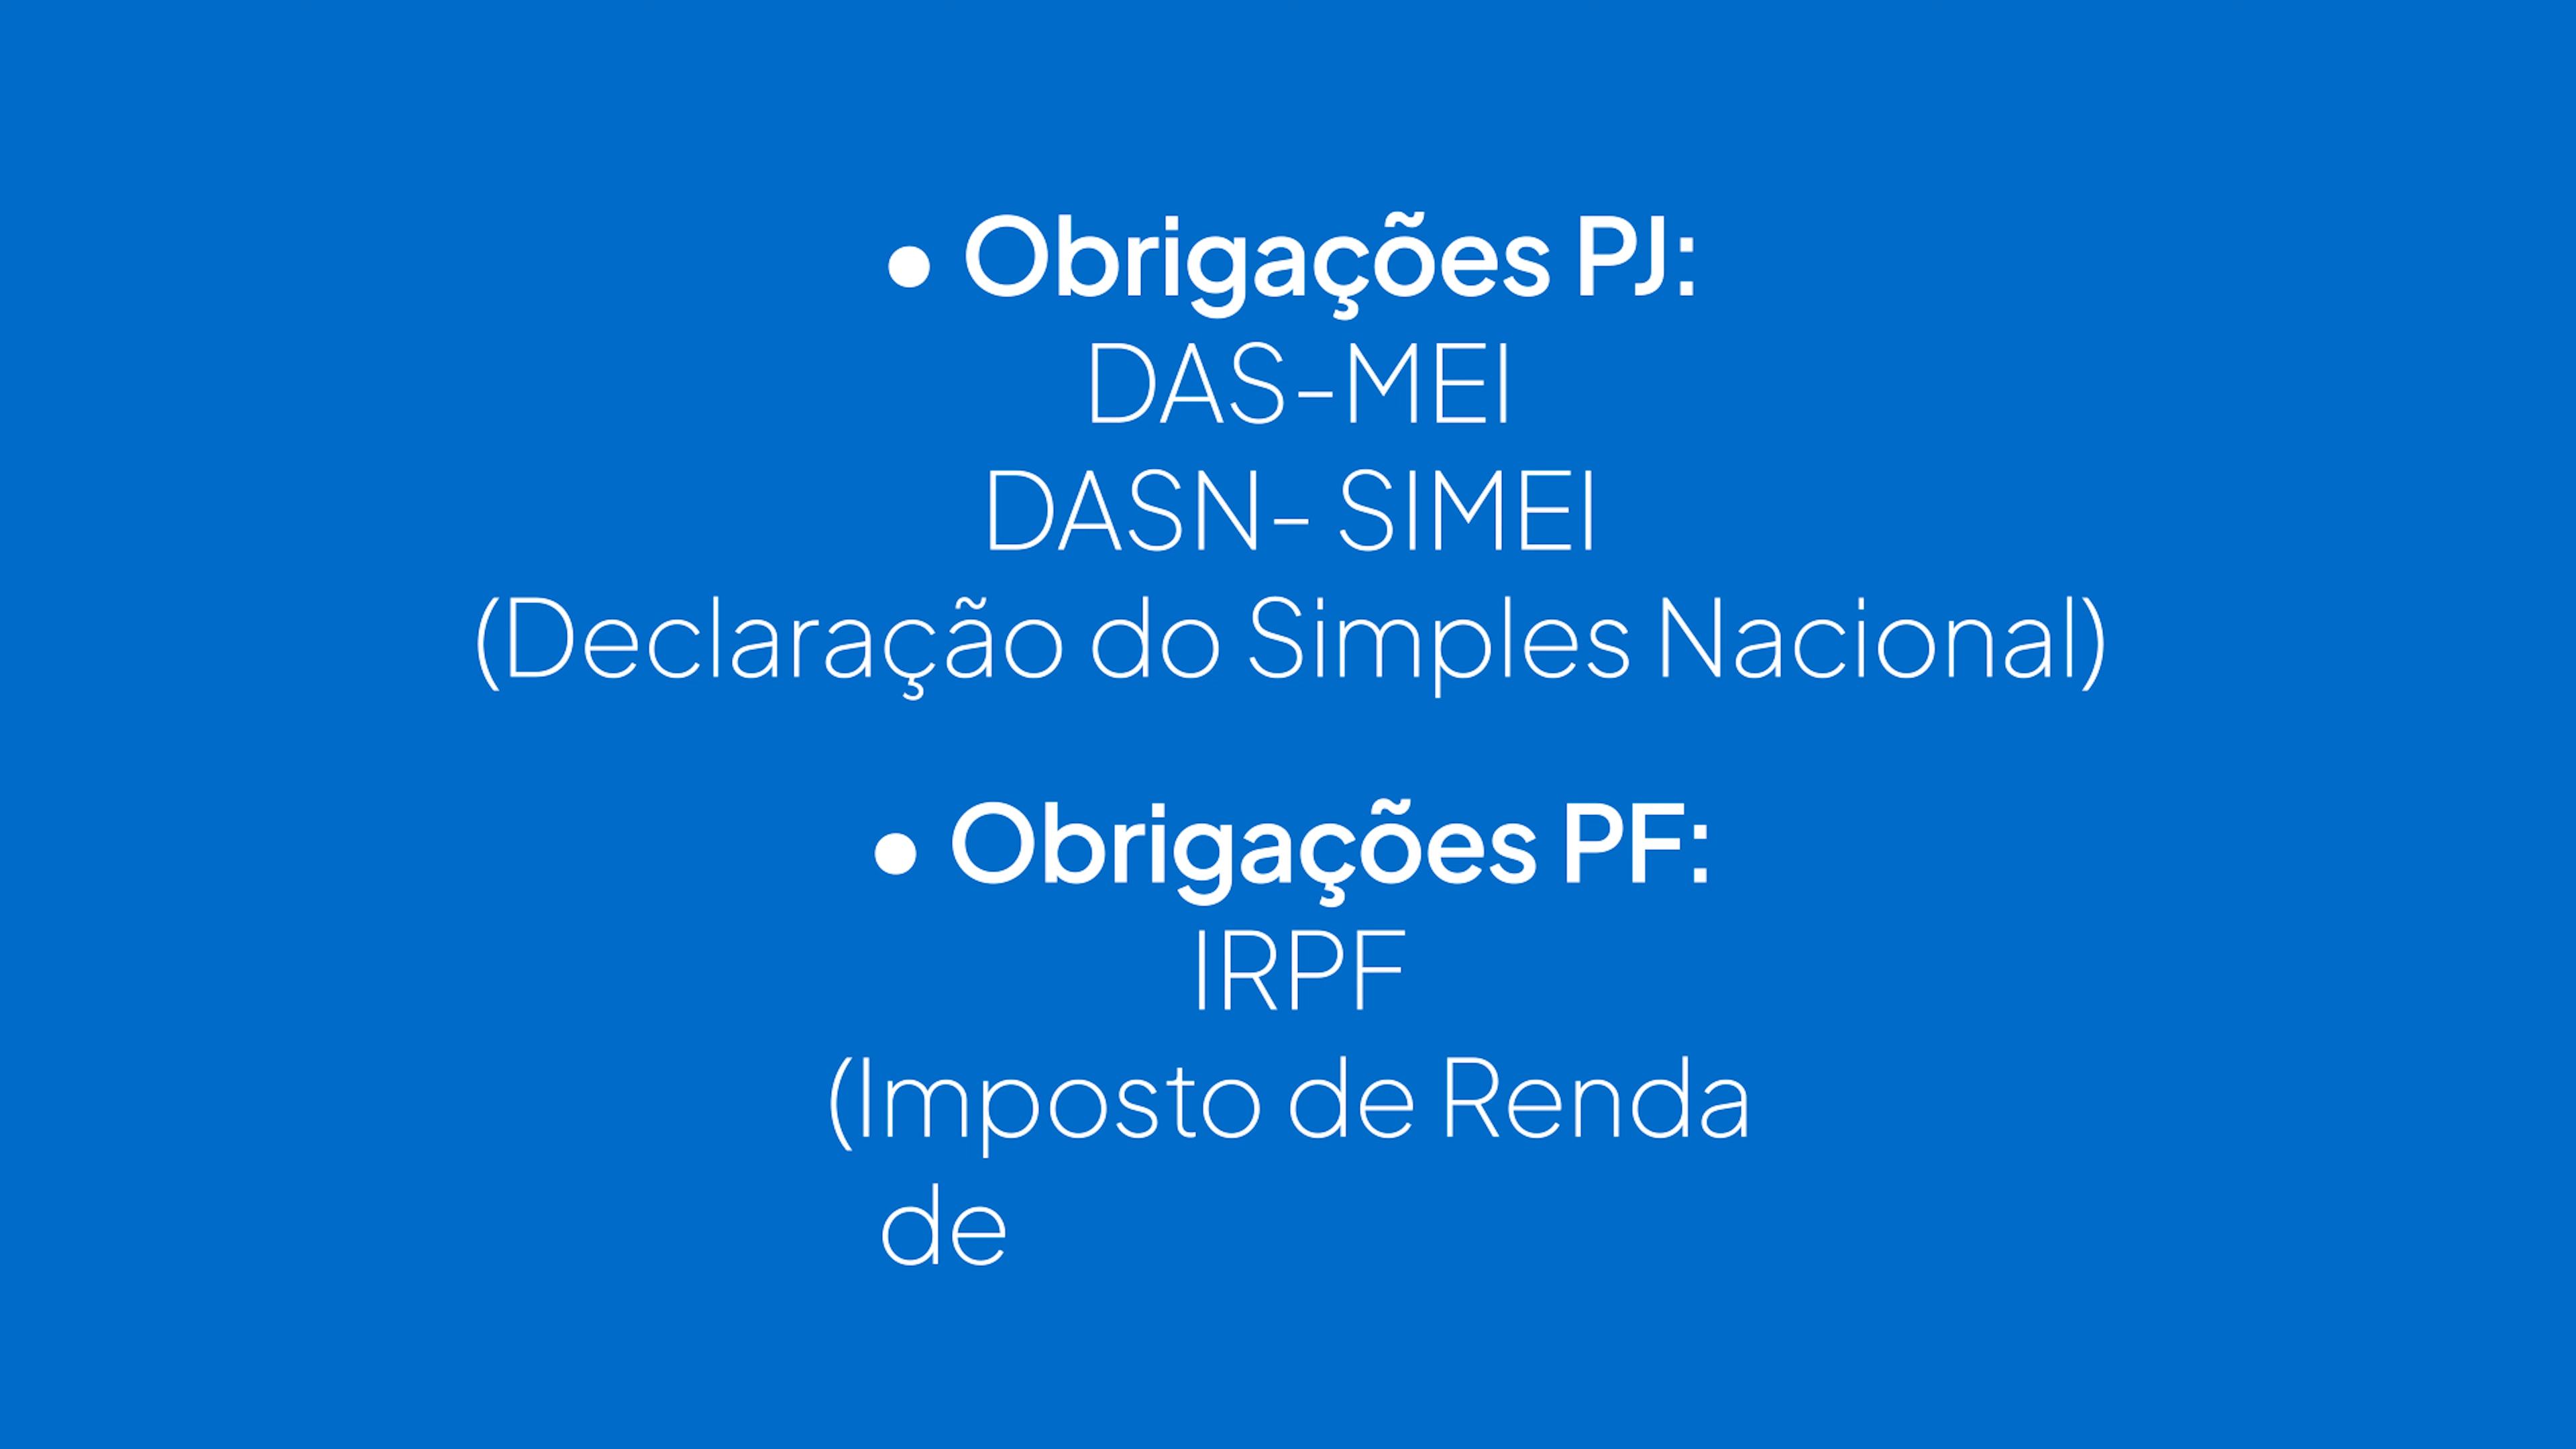 • Obrigações PJ:
DAS-MEI
DASN- SIMEI
(Declaração do Simples Nacional)
• Obrigações PF:
IRPF
(Imposto de Renda
de